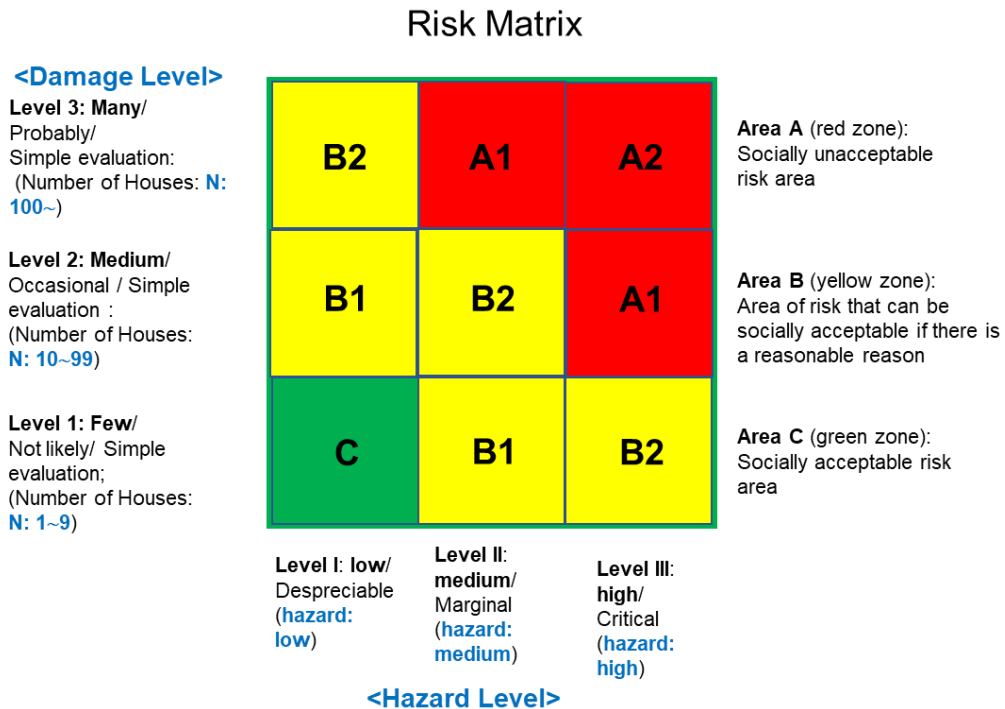 Risk Matrix
<Damage Level>
Level 3: Many/
Probably/
Simple evaluation:
(Number of Houses: N:
100~)
Level 2: Medium/
Occasional / Simple
evaluation :
(Number of Houses:
N: 10~99)
Level 1: Few/
Not likely/ Simple
evaluation;
(Number of Houses:
N: 1~9)
B2
A1
A2
B1
B2
A1
C
B1
B2
Area A (red zone):
Socially unacceptable
risk area
Area B (yellow zone):
Area of risk that can be
socially acceptable if there is
a reasonable reason
Area C (green zone):
Socially acceptable risk
area
Level I: low/
Despreciable
(hazard:
low)
Level II:
medium/
Marginal
(hazard:
medium)
Level III:
high/
Critical
(hazard:
high)
<Hazard Level>